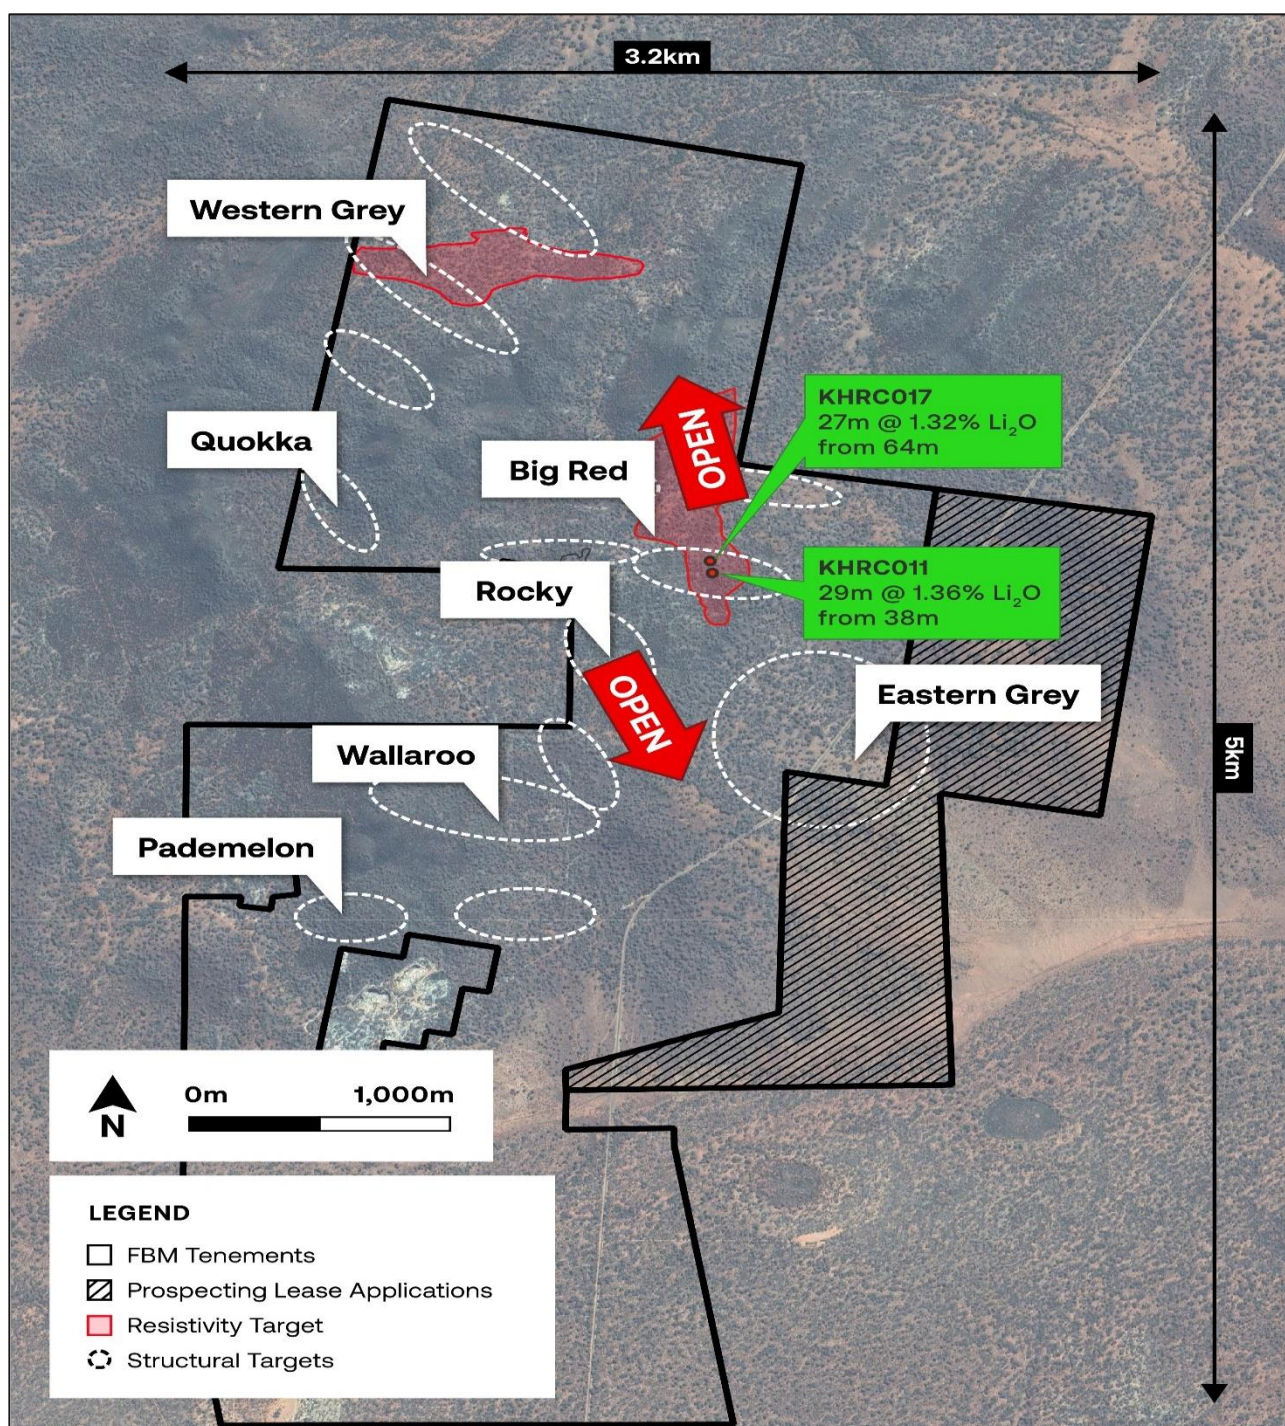 3.2km
Western Grey
KHRC017
27m @ 1.32% Li₂O
from 64m
Quokka
OPEN
Big Red
KHRC011
29m @ 1.36% Li₂O
from 38m
Rocky
OPEN
Eastern Grey
Wallaroo
5km
Pademelon
N
0m 1,000m
LEGEND
FBM Tenements
Prospecting Lease Applications
Resistivity Target
Structural Targets